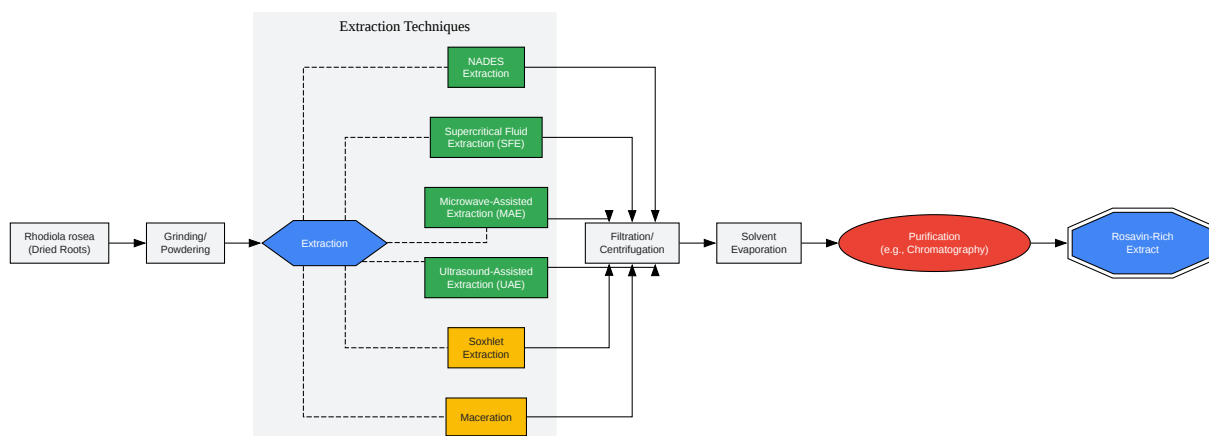 Extraction Techniques
NADES
Extraction
Supercritical Fluid
Extraction (SFE)
Microwave-Assisted
Extraction (MAE)
Rhodiola rosea
(Dried Roots)
Grinding/
Powdering
Extraction
Filtration/
Centrifugation
Solvent
Evaporation
Purification
(e.g., Chromatography)
Rosavin-Rich
Extract
Ultrasound-Assisted
Extraction (UAE)
Soxhlet
Extraction
Maceration